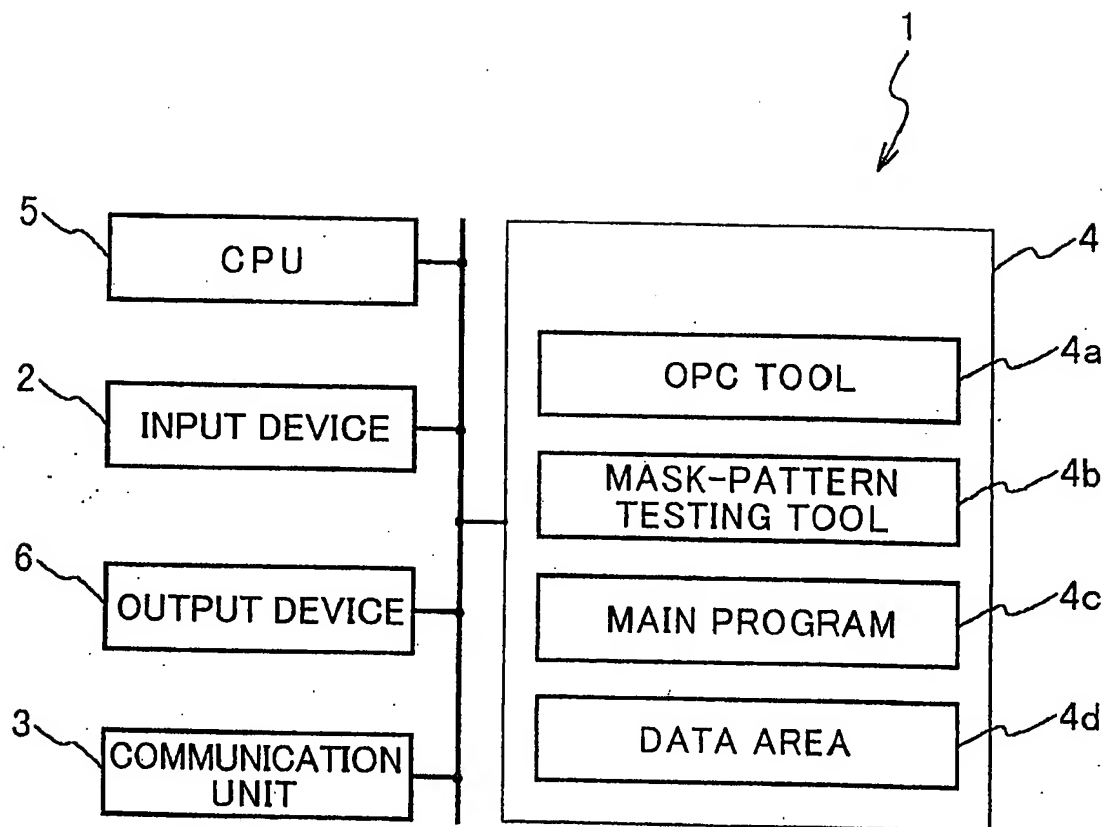 1
5
CPU
2
INPUT DEVICE
6
OUTPUT DEVICE
3
COMMUNICATION
UNIT
4
OPC TOOL
4a
MASK-PATTERN
TESTING TOOL
4b
MAIN PROGRAM
4c
DATA AREA
4d